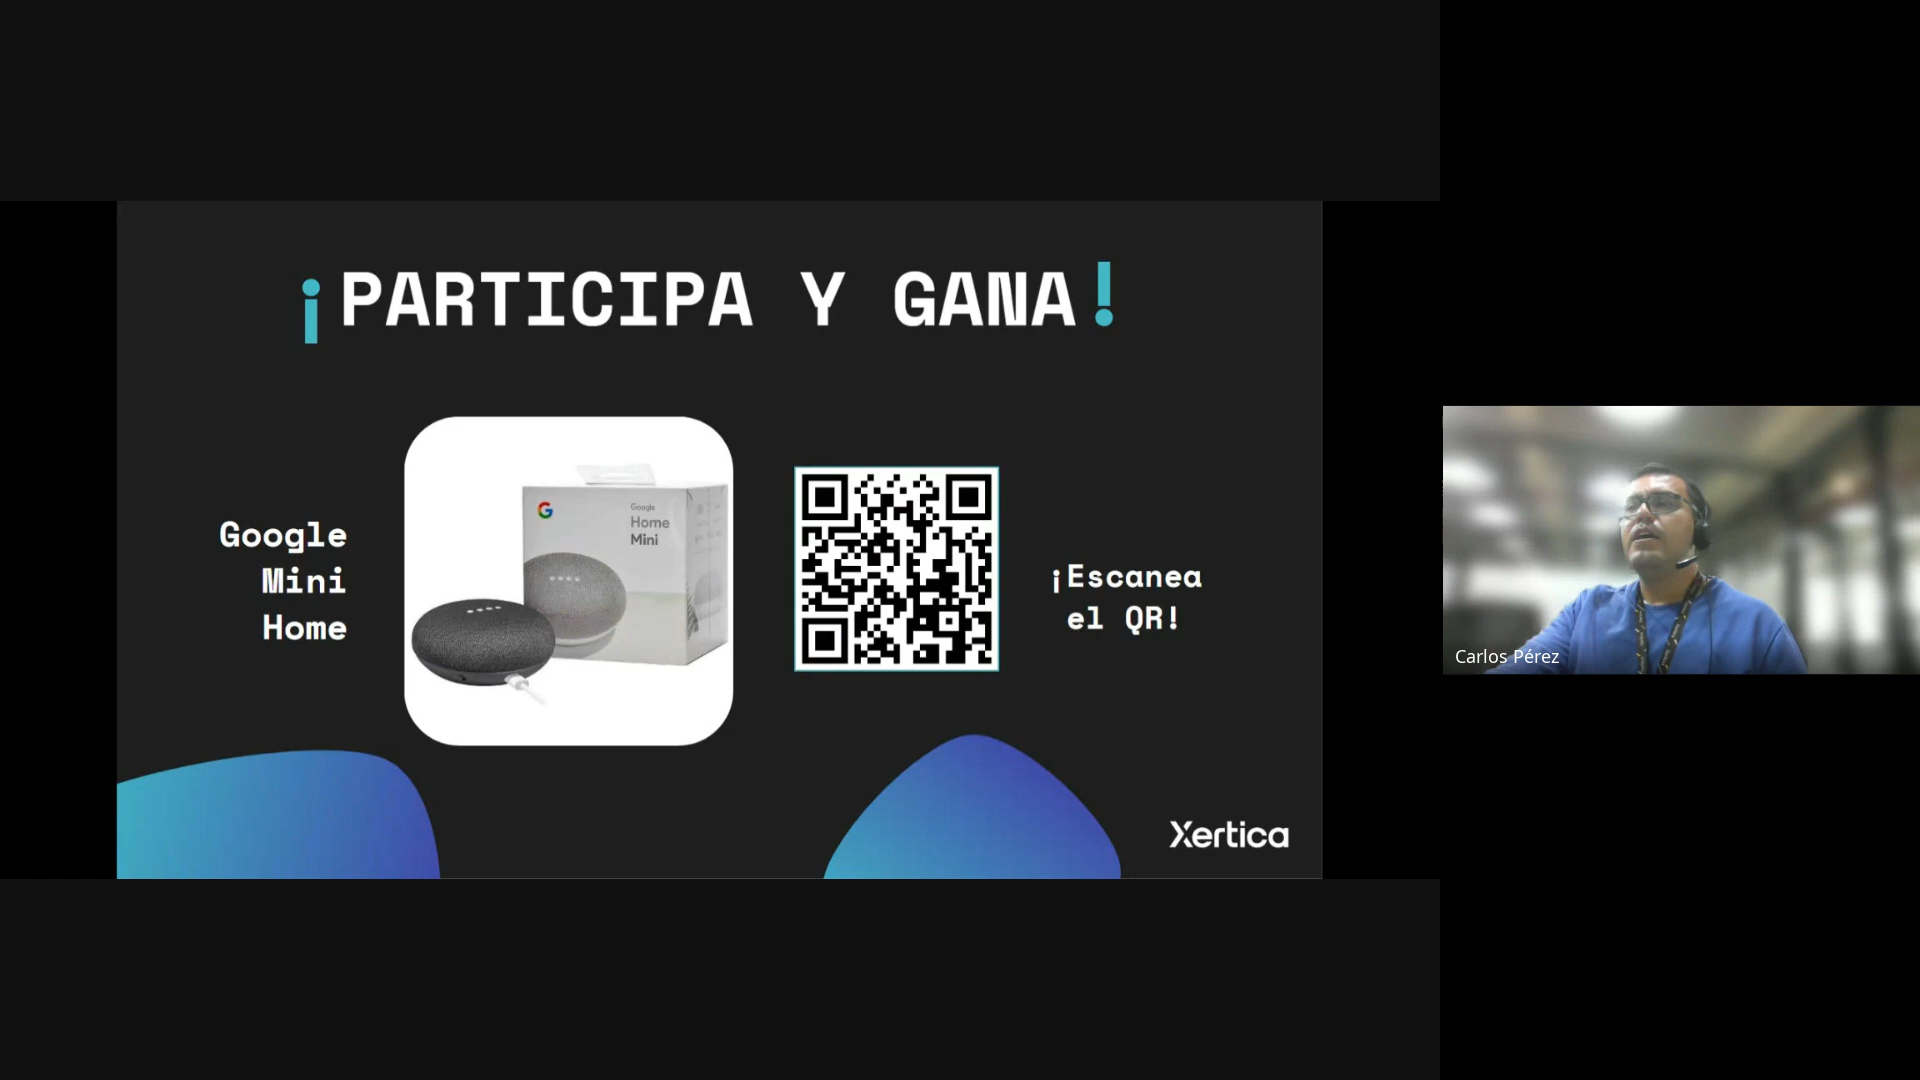 ¡PARTICIPA Y GANA!
Google
Mini
Home
Google
Home
Mini
¡Escanea
el QR!
Xertica
Carlos Pérez